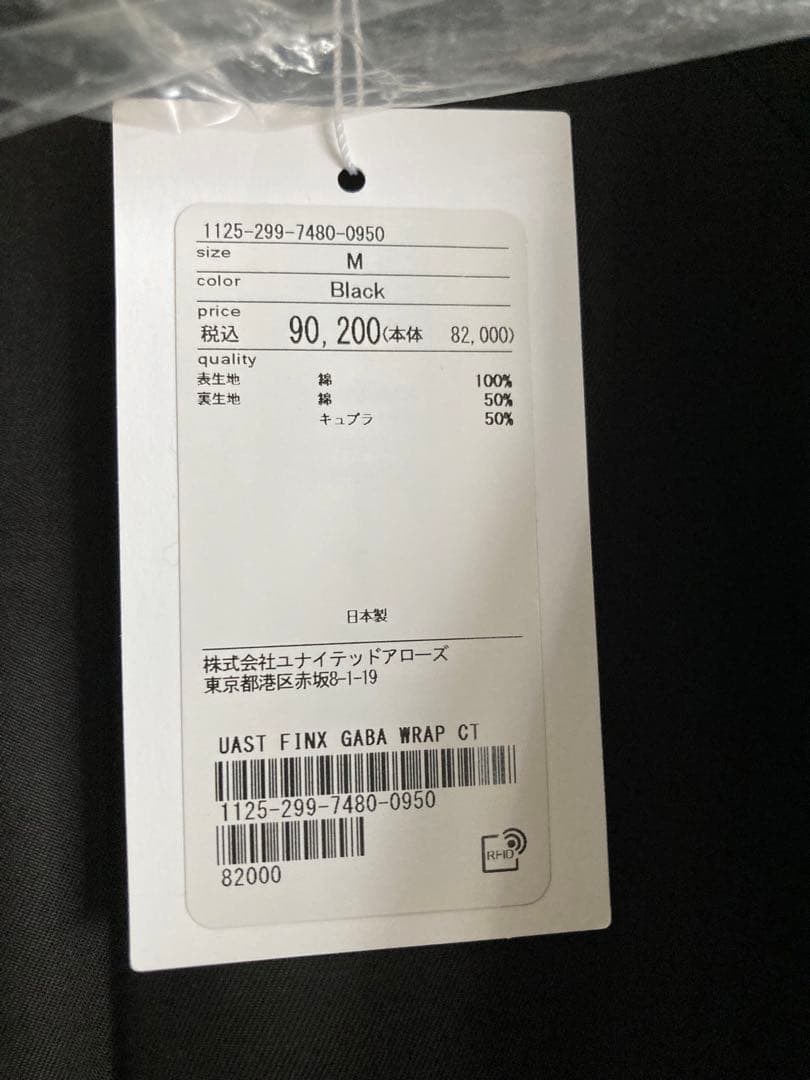 1125-299-7480-0950
size M
color Black
price
税込 90,200(本体 82,000)
quality
表生地 綿 100%
裏生地 綿 50%
キュプラ 50%
日本製
株式会社ユナイテッドアローズ
東京都港区赤坂8-1-19
UAST FINX GABA WRAP CT
1125-299-7480-0950
82000
RFID